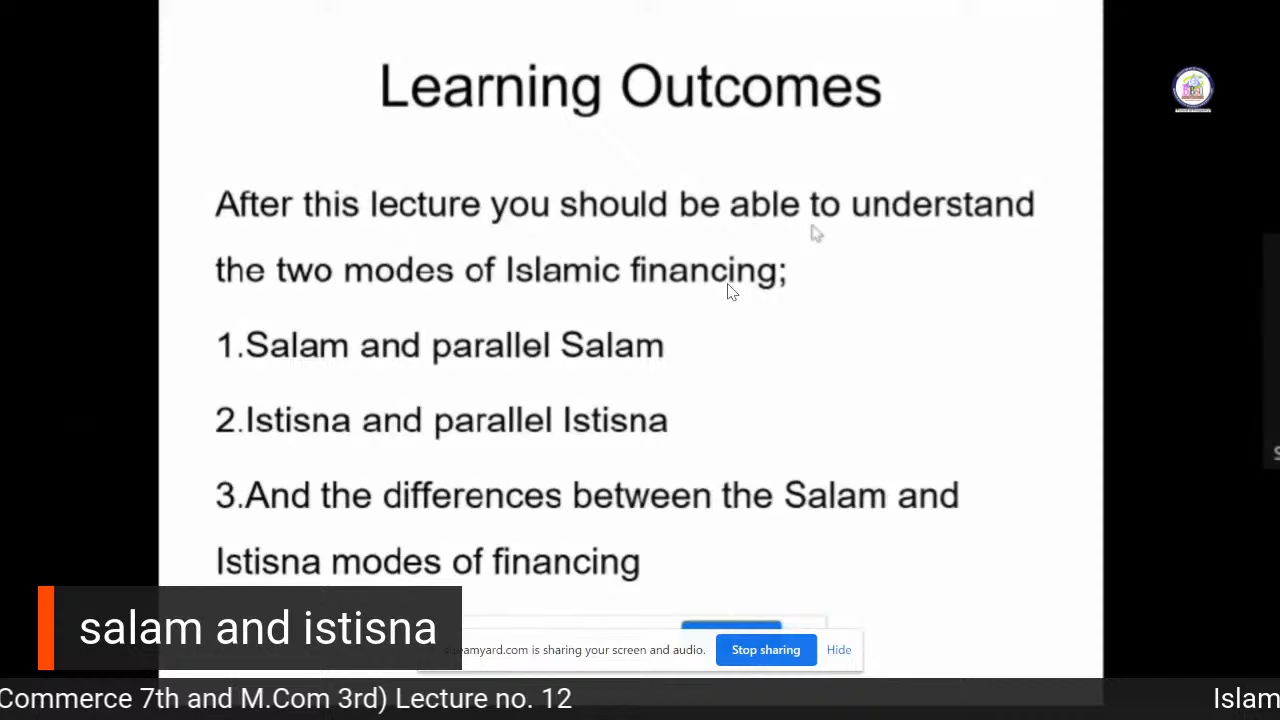 Learning Outcomes
After this lecture you should be able to understand
the two modes of Islamic financing;
1.Salam and parallel Salam
2.Istisna and parallel Istisna
3.And the differences between the Salam and
Istisna modes of financing
salam and istisna
is sharing your screen and audio.
Stop sharing
Hide
Commerce 7th and M.Com 3rd) Lecture no. 12
Islam